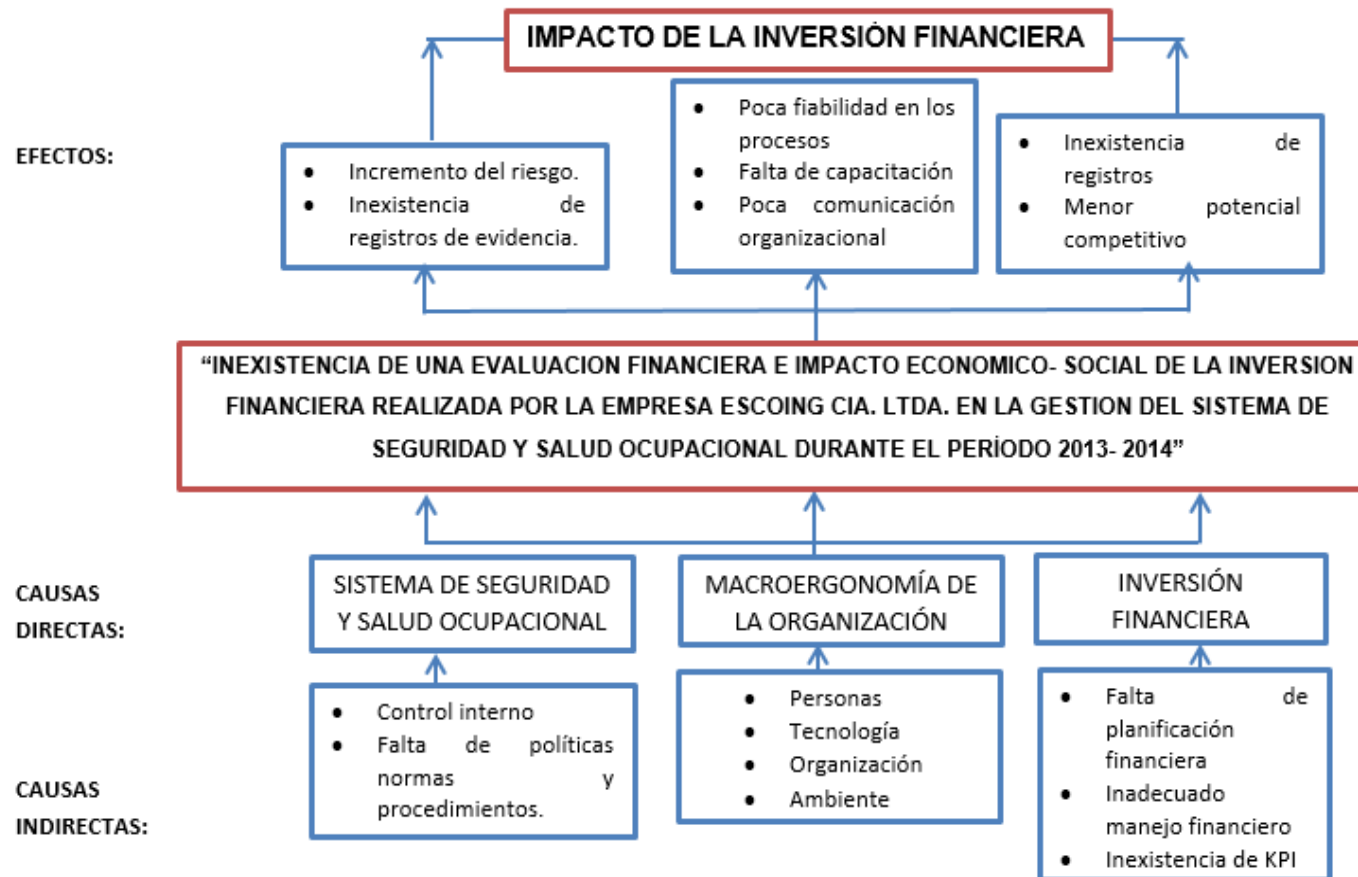 IMPACTO DE LA INVERSIÓN FINANCIERA
EFECTOS:
• Incremento del riesgo.
• Inexistencia de
registros de evidencia.
• Poca fiabilidad en los
procesos
• Falta de capacitación
• Poca comunicación
organizacional
• Inexistencia de
registros
• Menor potencial
competitivo
“INEXISTENCIA DE UNA EVALUACION FINANCIERA E IMPACTO ECONOMICO- SOCIAL DE LA INVERSION
FINANCIERA REALIZADA POR LA EMPRESA ESCOING CIA. LTDA. EN LA GESTION DEL SISTEMA DE
SEGURIDAD Y SALUD OCUPACIONAL DURANTE EL PERÍODO 2013- 2014”
CAUSAS
DIRECTAS:
SISTEMA DE SEGURIDAD
Y SALUD OCUPACIONAL
MACROERGONOMÍA DE
LA ORGANIZACIÓN
INVERSIÓN
FINANCIERA
CAUSAS
INDIRECTAS:
• Control interno
• Falta de políticas
normas y
procedimientos.
• Personas
• Tecnología
• Organización
• Ambiente
• Falta de
planificación
financiera
• Inadecuado
manejo financiero
• Inexistencia de KPI